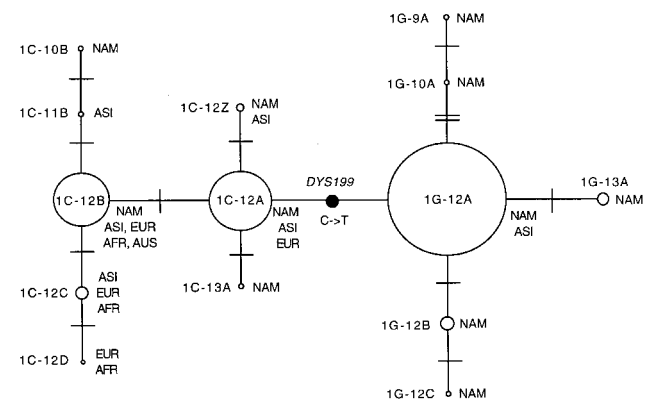 1G-9A NAM
1C-10B NAM
1G-10A NAM
1C-11B ASI
1C-12Z NAM
ASI
DYS199
C->T
1C-12B
NAM
ASI, EUR
AFR, AUS
1C-12A
NAM
ASI
EUR
1G-12A
NAM
ASI
1G-13A
NAM
1C-12C
ASI
EUR
AFR
1C-13A NAM
1G-12B NAM
1C-12D
EUR
AFR
1G-12C NAM